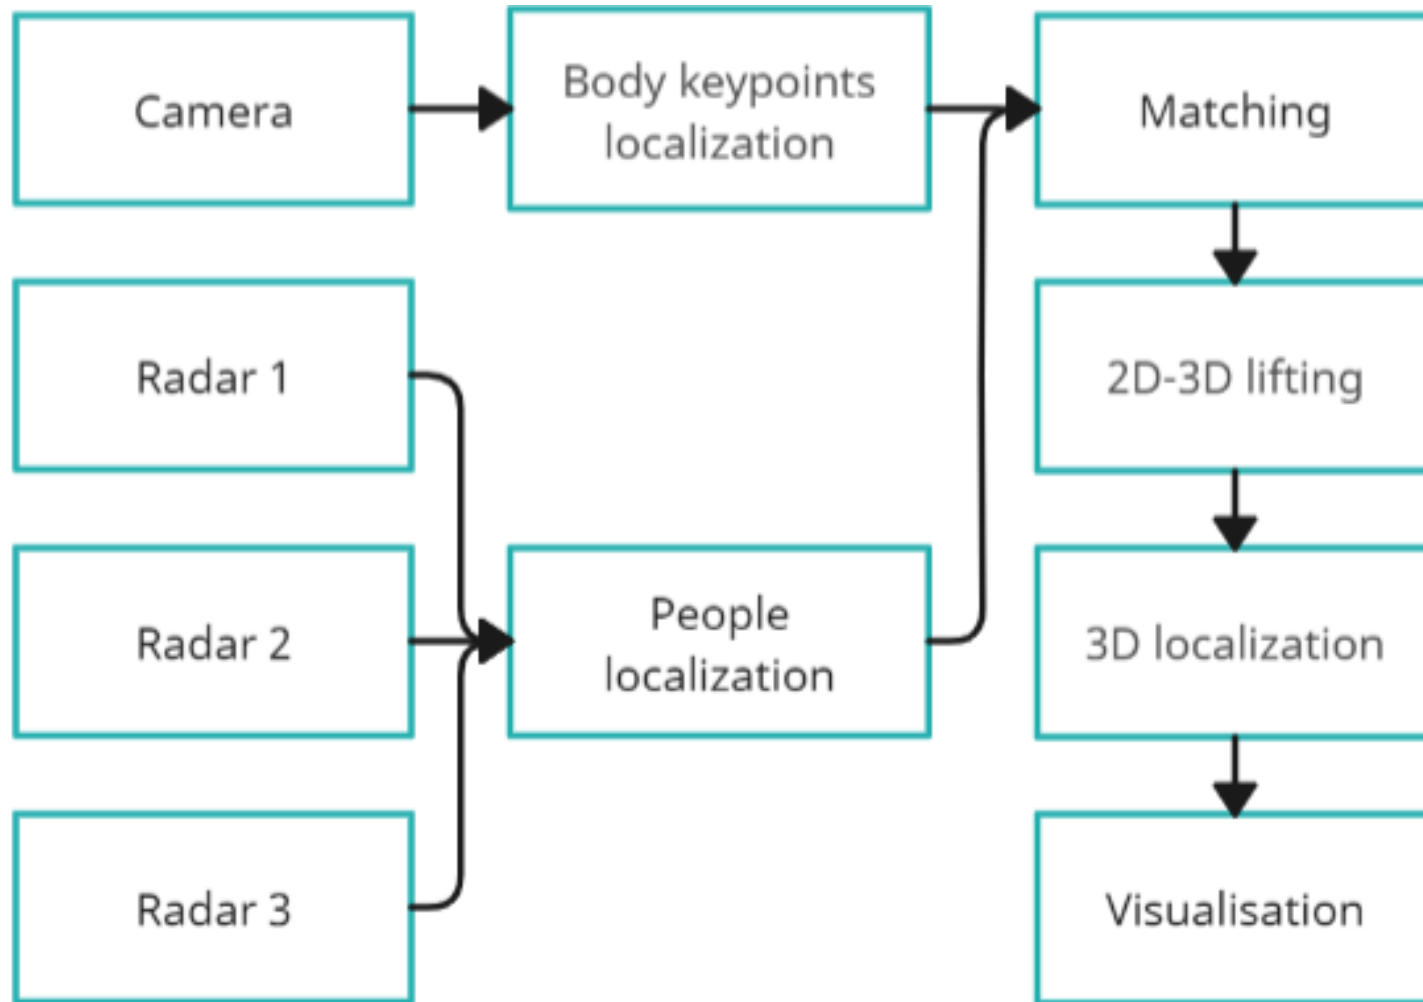 Camera
Body keypoints
localization
Matching
Radar 1
2D-3D lifting
Radar 2
People
localization
3D localization
Radar 3
Visualisation